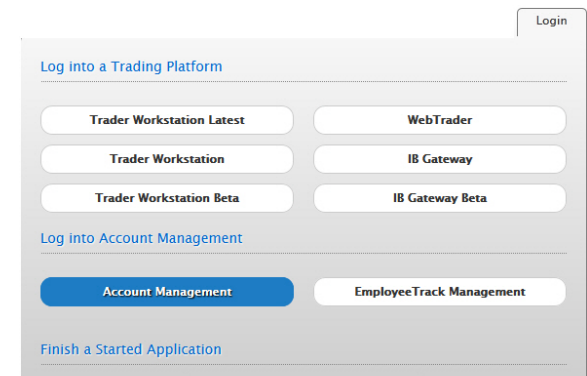 Login
Log into a Trading Platform
Trader Workstation Latest
WebTrader
Trader Workstation
IB Gateway
Trader Workstation Beta
IB Gateway Beta
Log into Account Management
Account Management
EmployeeTrack Management
Finish a Started Application